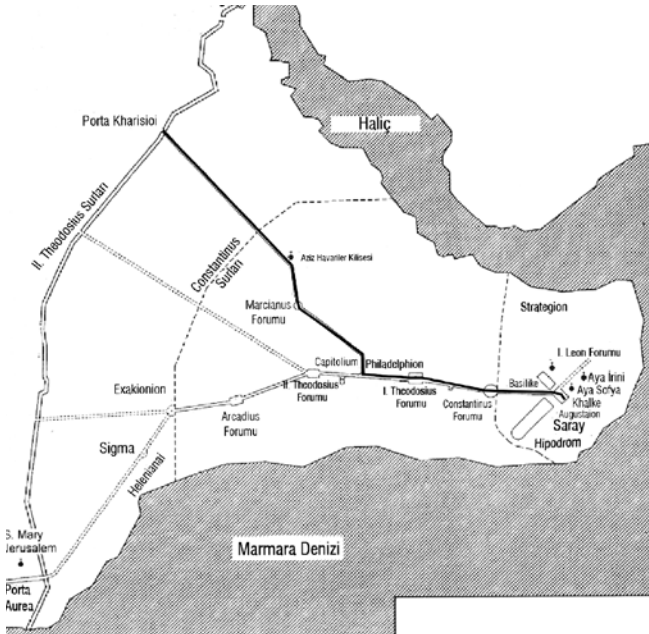 Porta Kharisioi
Haliç
II. Theodosius Surları
Constantinus
Surları
Aziz Havariler Kilisesi
Marcianus
Forumu
Strategion
Capitolium
Philadelphion
I. Leon Forumu
Exakionion
II. Theodosius
Forumu
I. Theodosius
Forumu
Constantinus
Forumu
Basilike
Aya İrini
Aya Sofya
Khalke
Augustaion
Arcadius
Forumu
Saray
Hipodrom
Sigma
Helenianai
S. Mary
Jerusalem
Marmara Denizi
Porta
Aurea